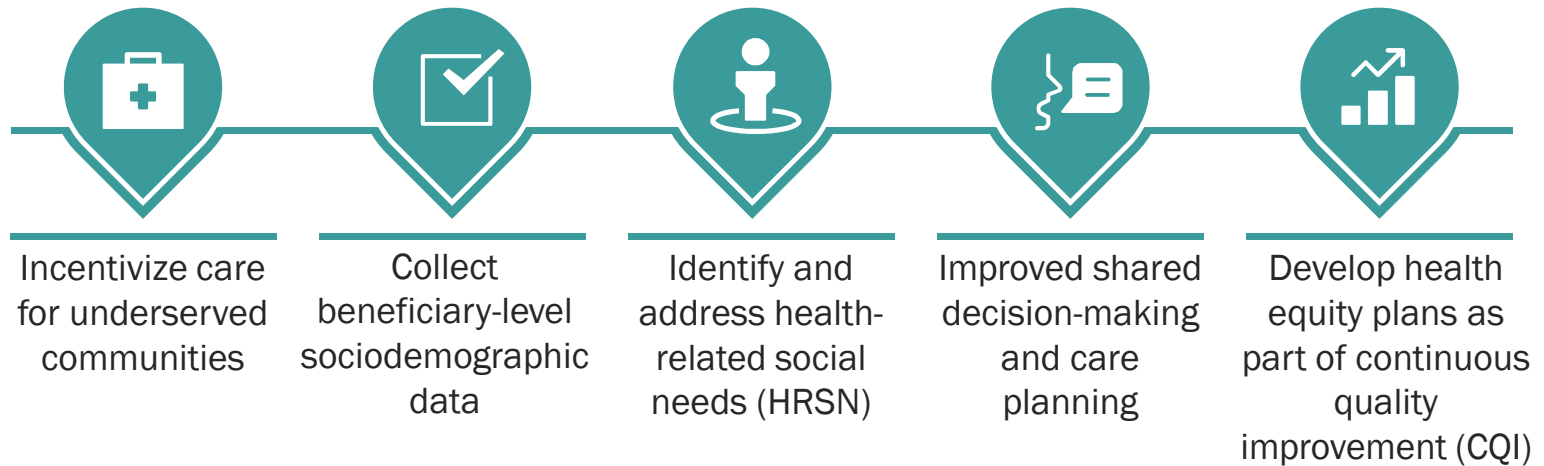 Incentivize care
for underserved
communities
Collect
beneficiary-level
sociodemographic
data
Identify and
address health-
related social
needs (HRSN)
Improved shared
decision-making
and care
planning
Develop health
equity plans as
part of continuous
quality
improvement (CQI)